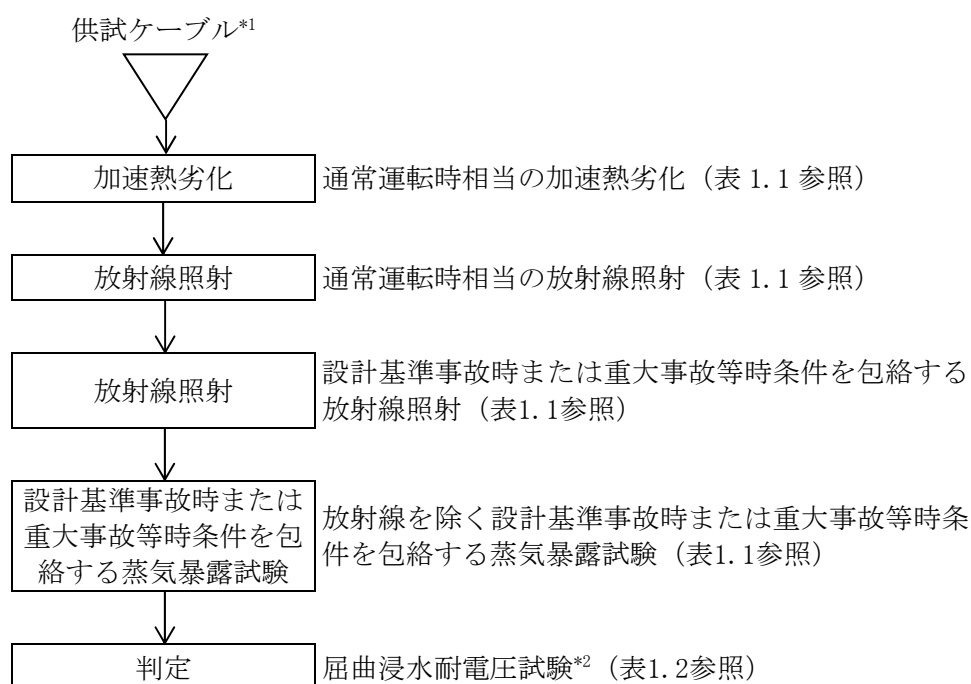 供試ケーブル*1
加速熱劣化
通常運転時相当の加速熱劣化（表 1.1 参照）
放射線照射
通常運転時相当の放射線照射（表 1.1 参照）
放射線照射
設計基準事故時または重大事故等時条件を包絡する
放射線照射（表1.1参照）
設計基準事故時または
重大事故等時条件を包
絡する蒸気暴露試験
放射線を除く設計基準事故時または重大事故等時条
件を包絡する蒸気暴露試験（表1.1参照）
判定
屈曲浸水耐電圧試験*2（表1.2参照）